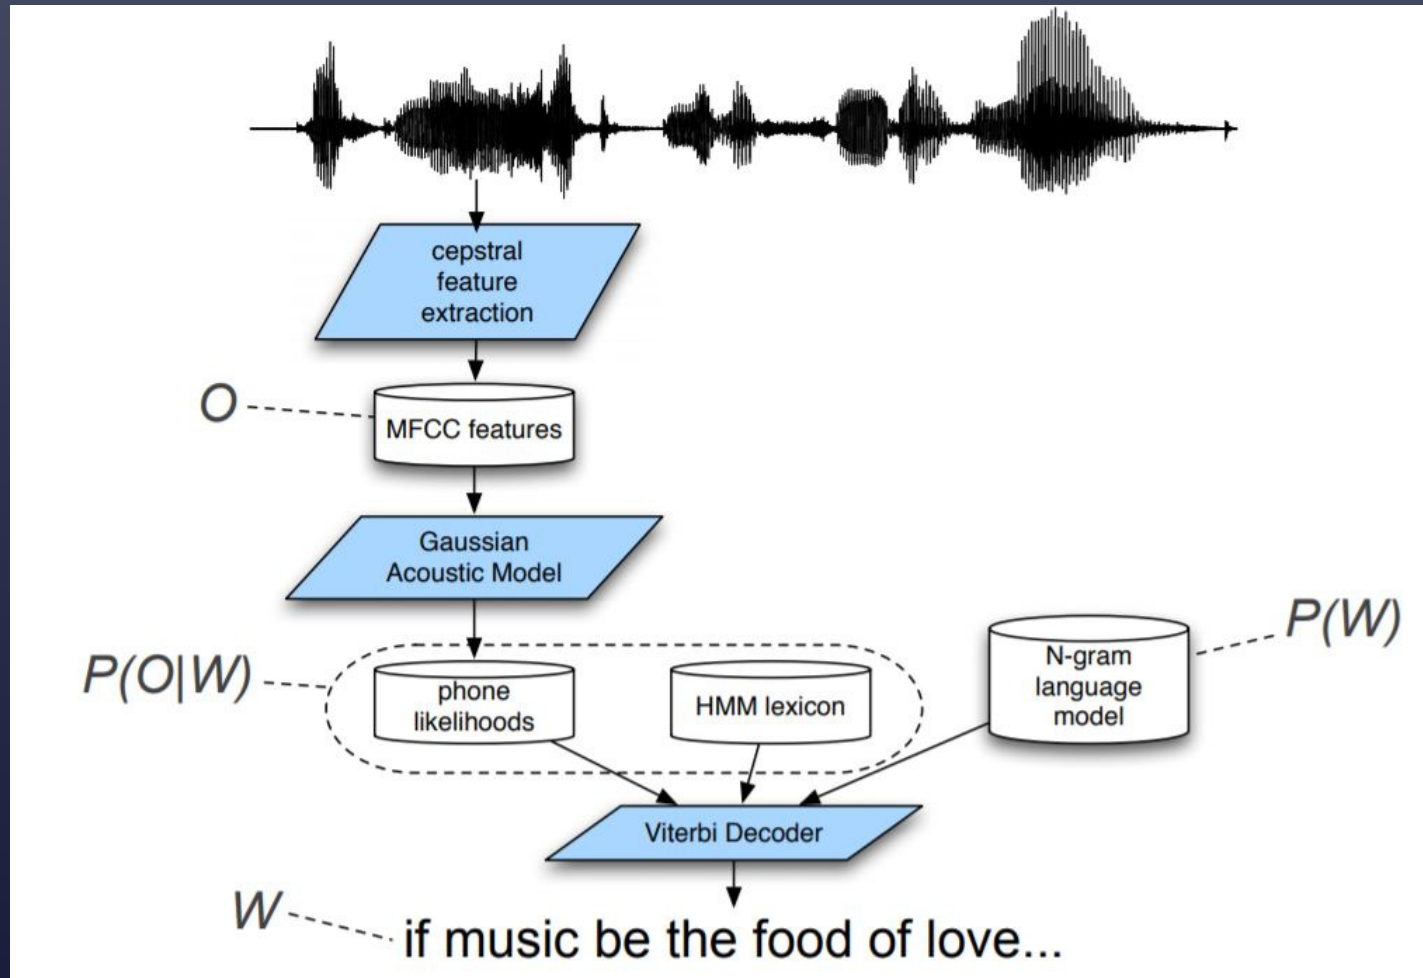 cepstral
feature
extraction
O
MFCC features
Gaussian
Acoustic Model
P(O|W)
phone
likelihoods
HMM lexicon
N-gram
language
model
P(W)
Viterbi Decoder
W
if music be the food of love...